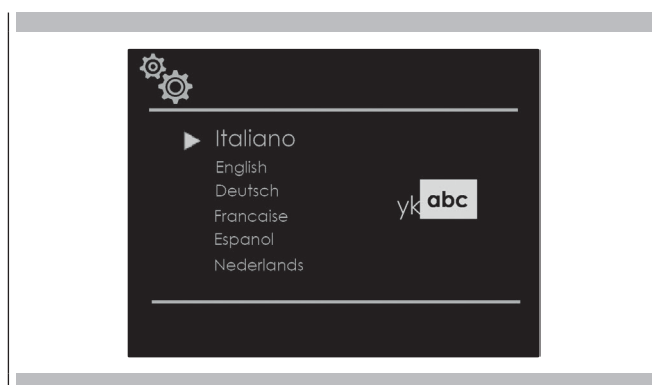 Italiano
English
Deutsch
Francaise
Espanol
Nederlands
yk abc